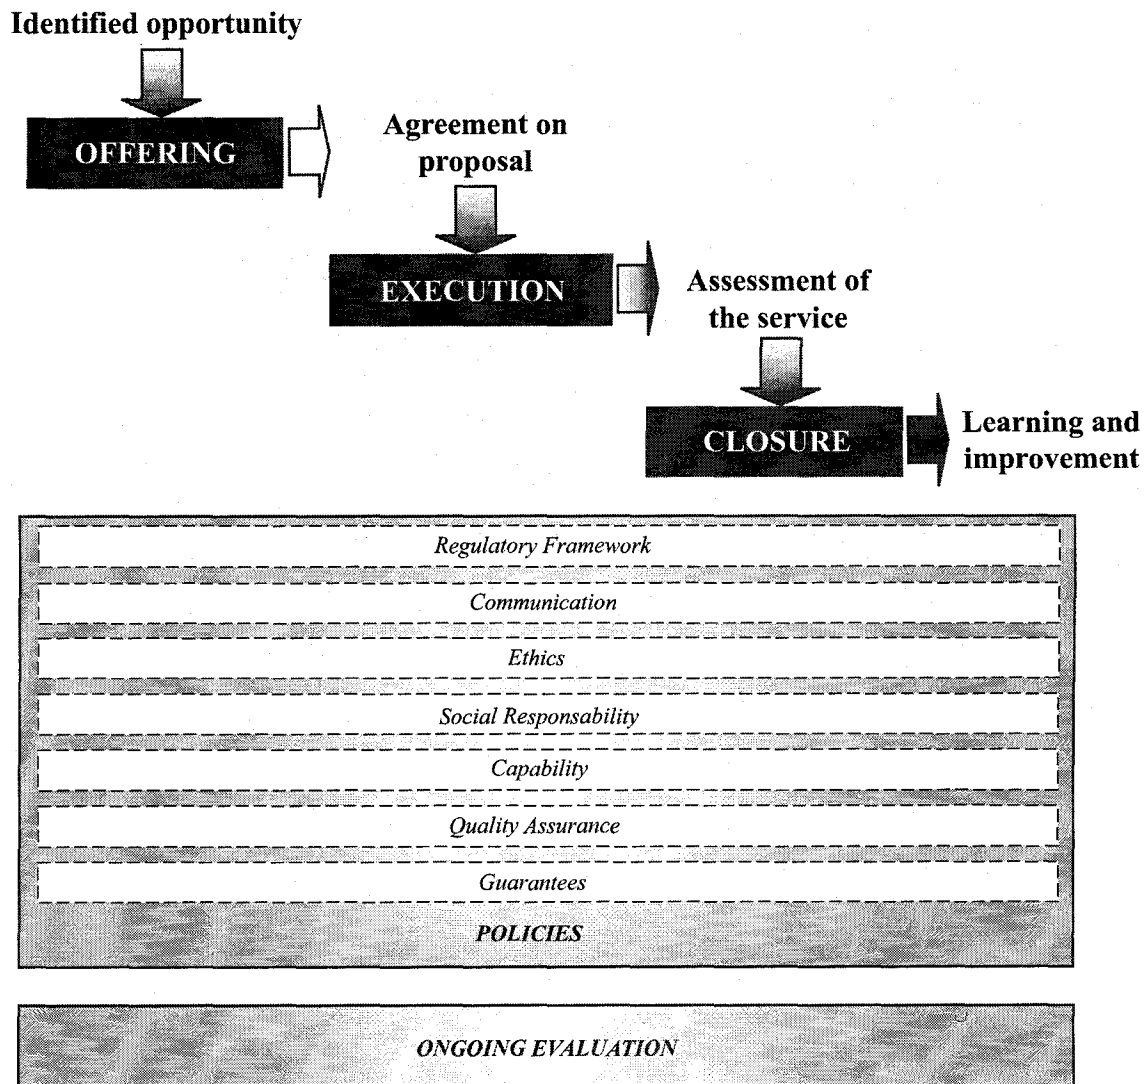 Identified opportunity
OFFERING
Agreement on
proposal
EXECUTION
Assessment of
the service
CLOSURE
Learning and
improvement
Regulatory Framework
Communication
Ethics
Social Responsability
Capability
Quality Assurance
Guarantees
POLICIES
ONGOING EVALUATION